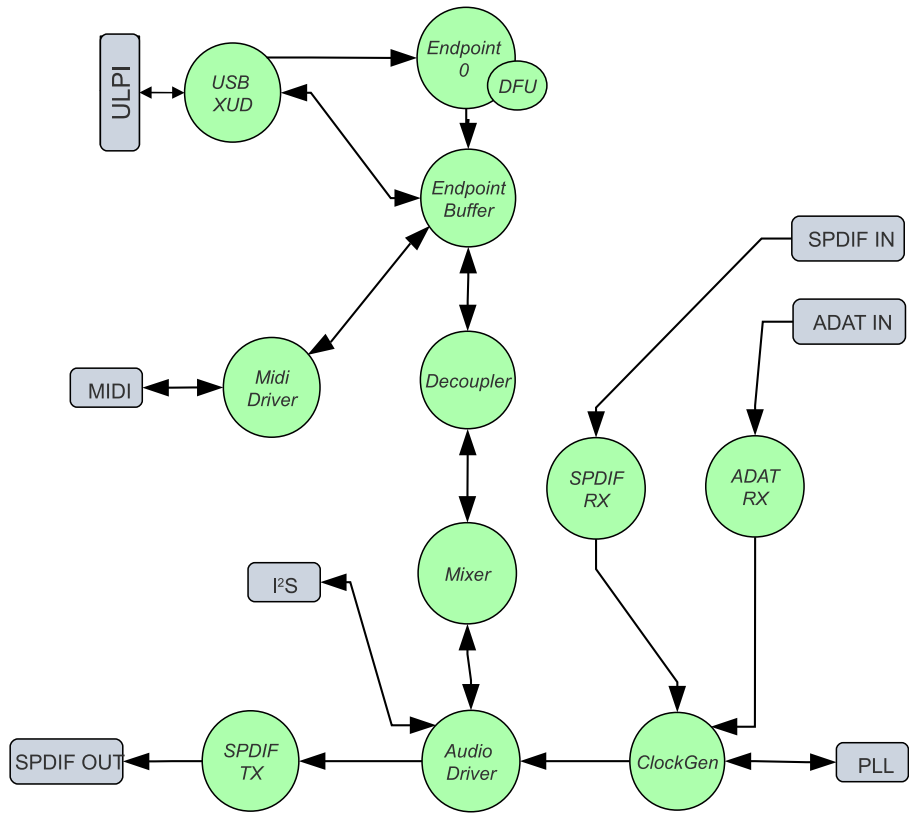 Endpoint
0
DFU
ULPI
USB
XUD
Endpoint
Buffer
SPDIF IN
ADAT IN
MIDI
Midi
Driver
Decoupler
SPDIF
RX
ADAT
RX
I²S
Mixer
SPDIF OUT
SPDIF
TX
Audio
Driver
ClockGen
PLL